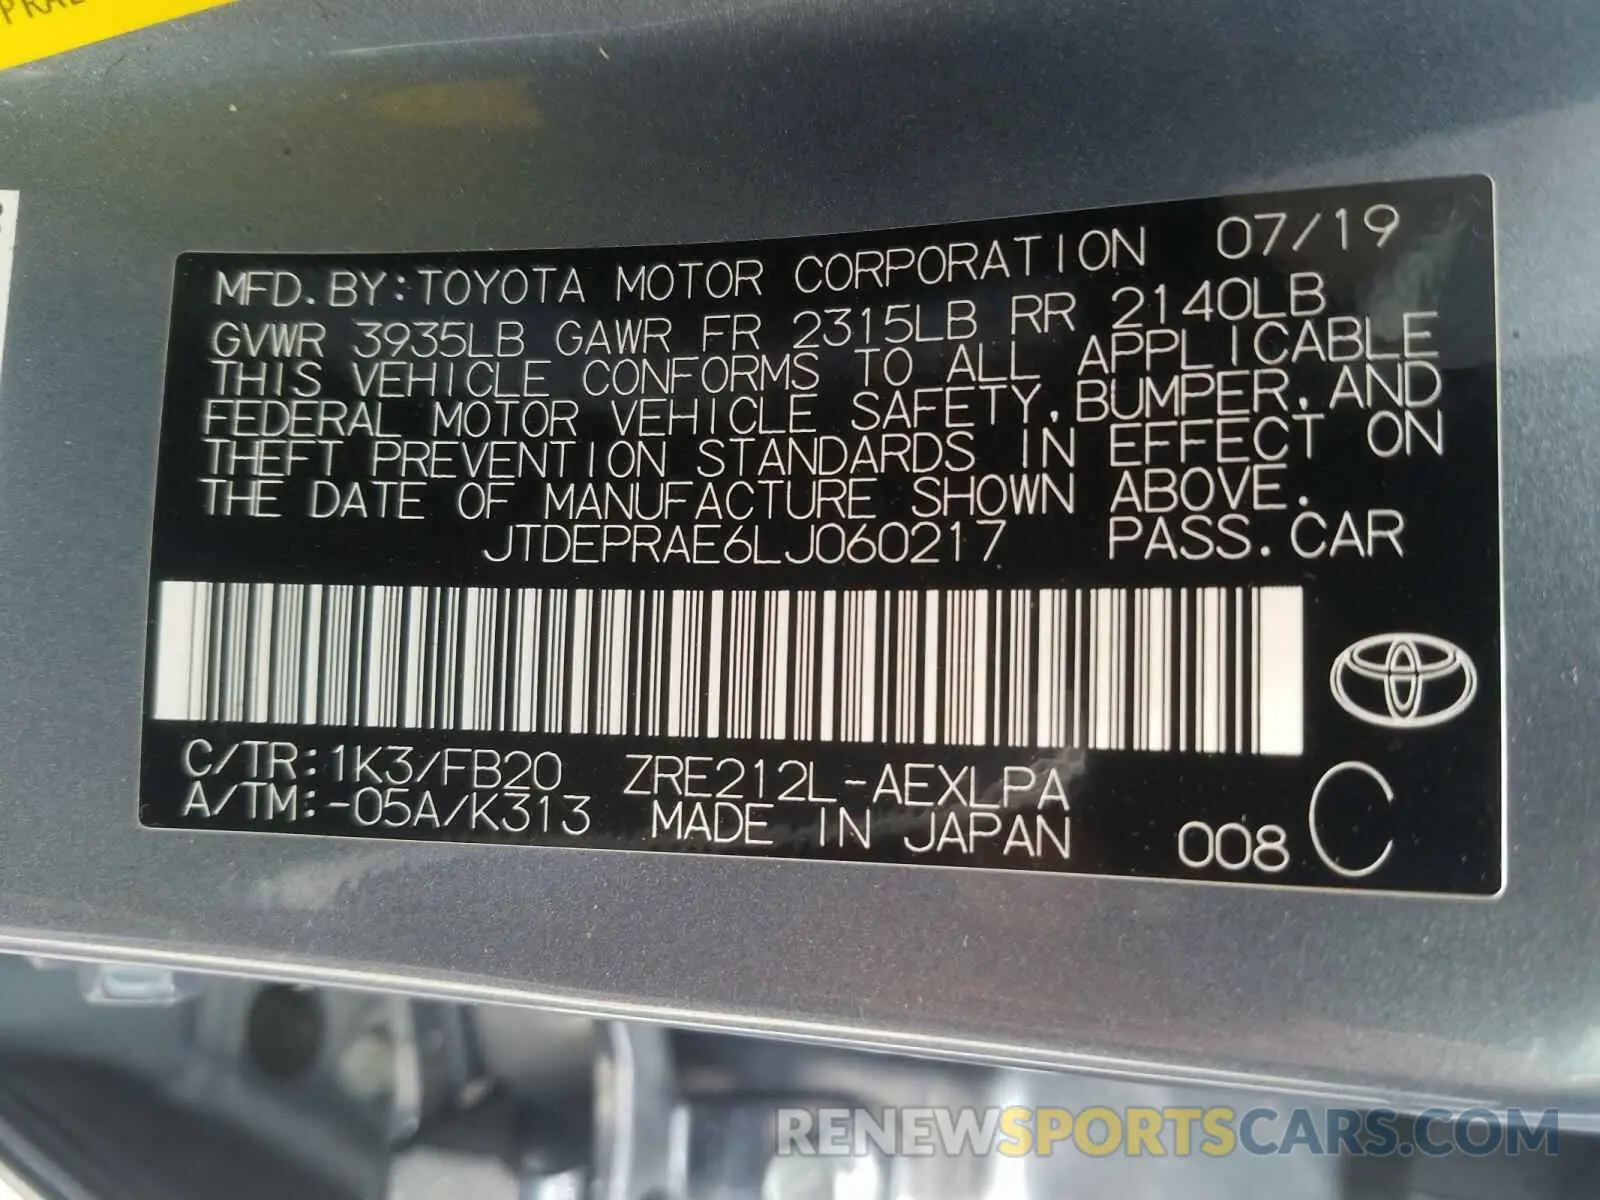 MFD. BY: TOYOTA MOTOR CORPORATION 07/19
GVWR 3935LB GAWR FR 2315LB RR 2140LB
THIS VEHICLE CONFORMS TO ALL APPLICABLE
FEDERAL MOTOR VEHICLE SAFETY, BUMPER, AND
THEFT PREVENTION STANDARDS IN EFFECT ON
THE DATE OF MANUFACTURE SHOWN ABOVE.
JTDEPRAE6LJ060217 PASS. CAR
C/TR: 1K3/FB20 ZRE212L-AEXLPA
A/TM: -05A/K313 MADE IN JAPAN 008 C
RENEWSPORTSCARS.COM